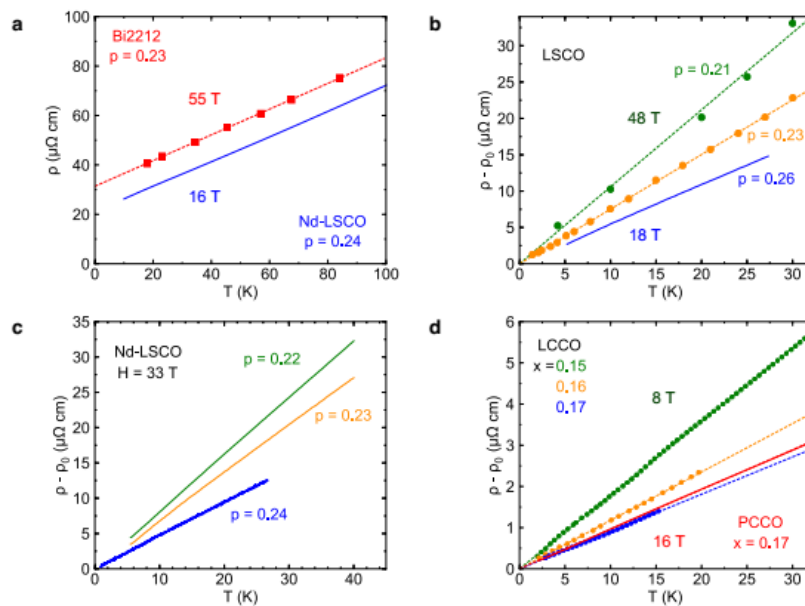 a
Bi2212
p = 0.23
55 T
16 T
Nd-LSCO
p = 0.24
ρ (μΩ cm)
100
80
60
40
20
0
0 20 40 60 80 100
T (K)
b
LSCO
p = 0.21
48 T
p = 0.23
p = 0.26
18 T
ρ - ρ₀ (μΩ cm)
30
25
20
15
10
5
0
0 5 10 15 20 25 30
T (K)
c
Nd-LSCO
H = 33 T
p = 0.22
p = 0.23
p = 0.24
ρ - ρ₀ (μΩ cm)
35
30
25
20
15
10
5
0
0 10 20 30 40
T (K)
d
LCCO
x = 0.15
0.16
0.17
8 T
16 T
PCCO
x = 0.17
ρ - ρ₀ (μΩ cm)
6
5
4
3
2
1
0
0 5 10 15 20 25 30
T (K)